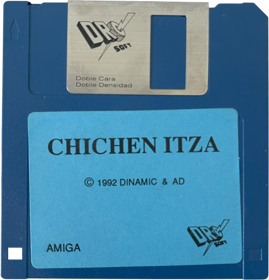 DRO SOFT
Doble Cara
Doble Densidad
CHICHEN ITZA
© 1992 DINAMIC & AD
AMIGA
DRO SOFT